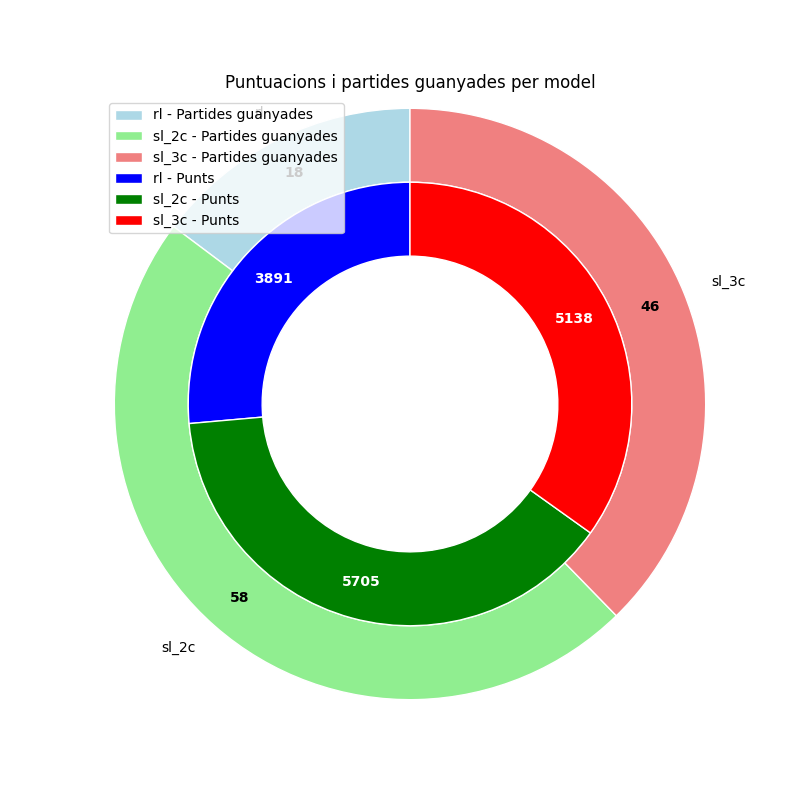 Puntuacions i partides guanyades per model
rl - Partides guanyades
sl_2c - Partides guanyades
sl_3c - Partides guanyades
rl - Punts
sl_2c - Punts
sl_3c - Punts
18
3891
5138
46
sl_3c
5705
58
sl_2c